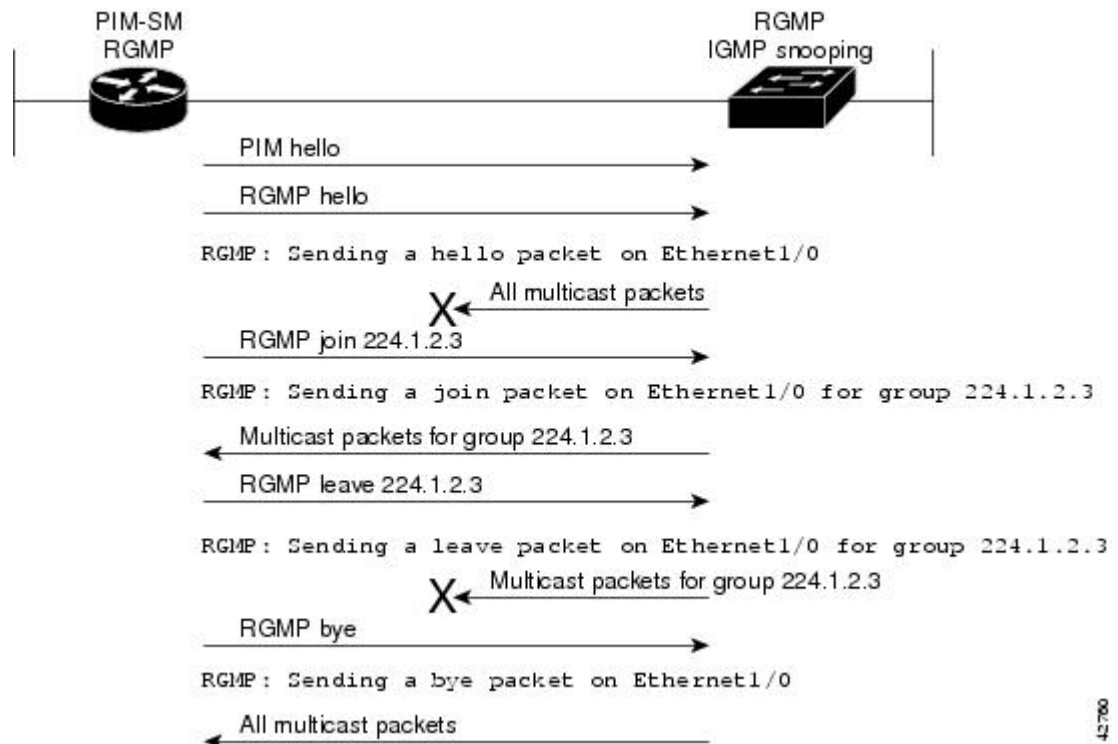 PIM-SM
RGMP
RGMP
IGMP snooping
PIM hello
RGMP hello
RGMP: Sending a hello packet on Ethernet1/0
All multicast packets
X
RGMP join 224.1.2.3
RGMP: Sending a join packet on Ethernet1/0 for group 224.1.2.3
Multicast packets for group 224.1.2.3
RGMP leave 224.1.2.3
RGMP: Sending a leave packet on Ethernet1/0 for group 224.1.2.3
Multicast packets for group 224.1.2.3
X
RGMP bye
RGMP: Sending a bye packet on Ethernet1/0
All multicast packets
42760